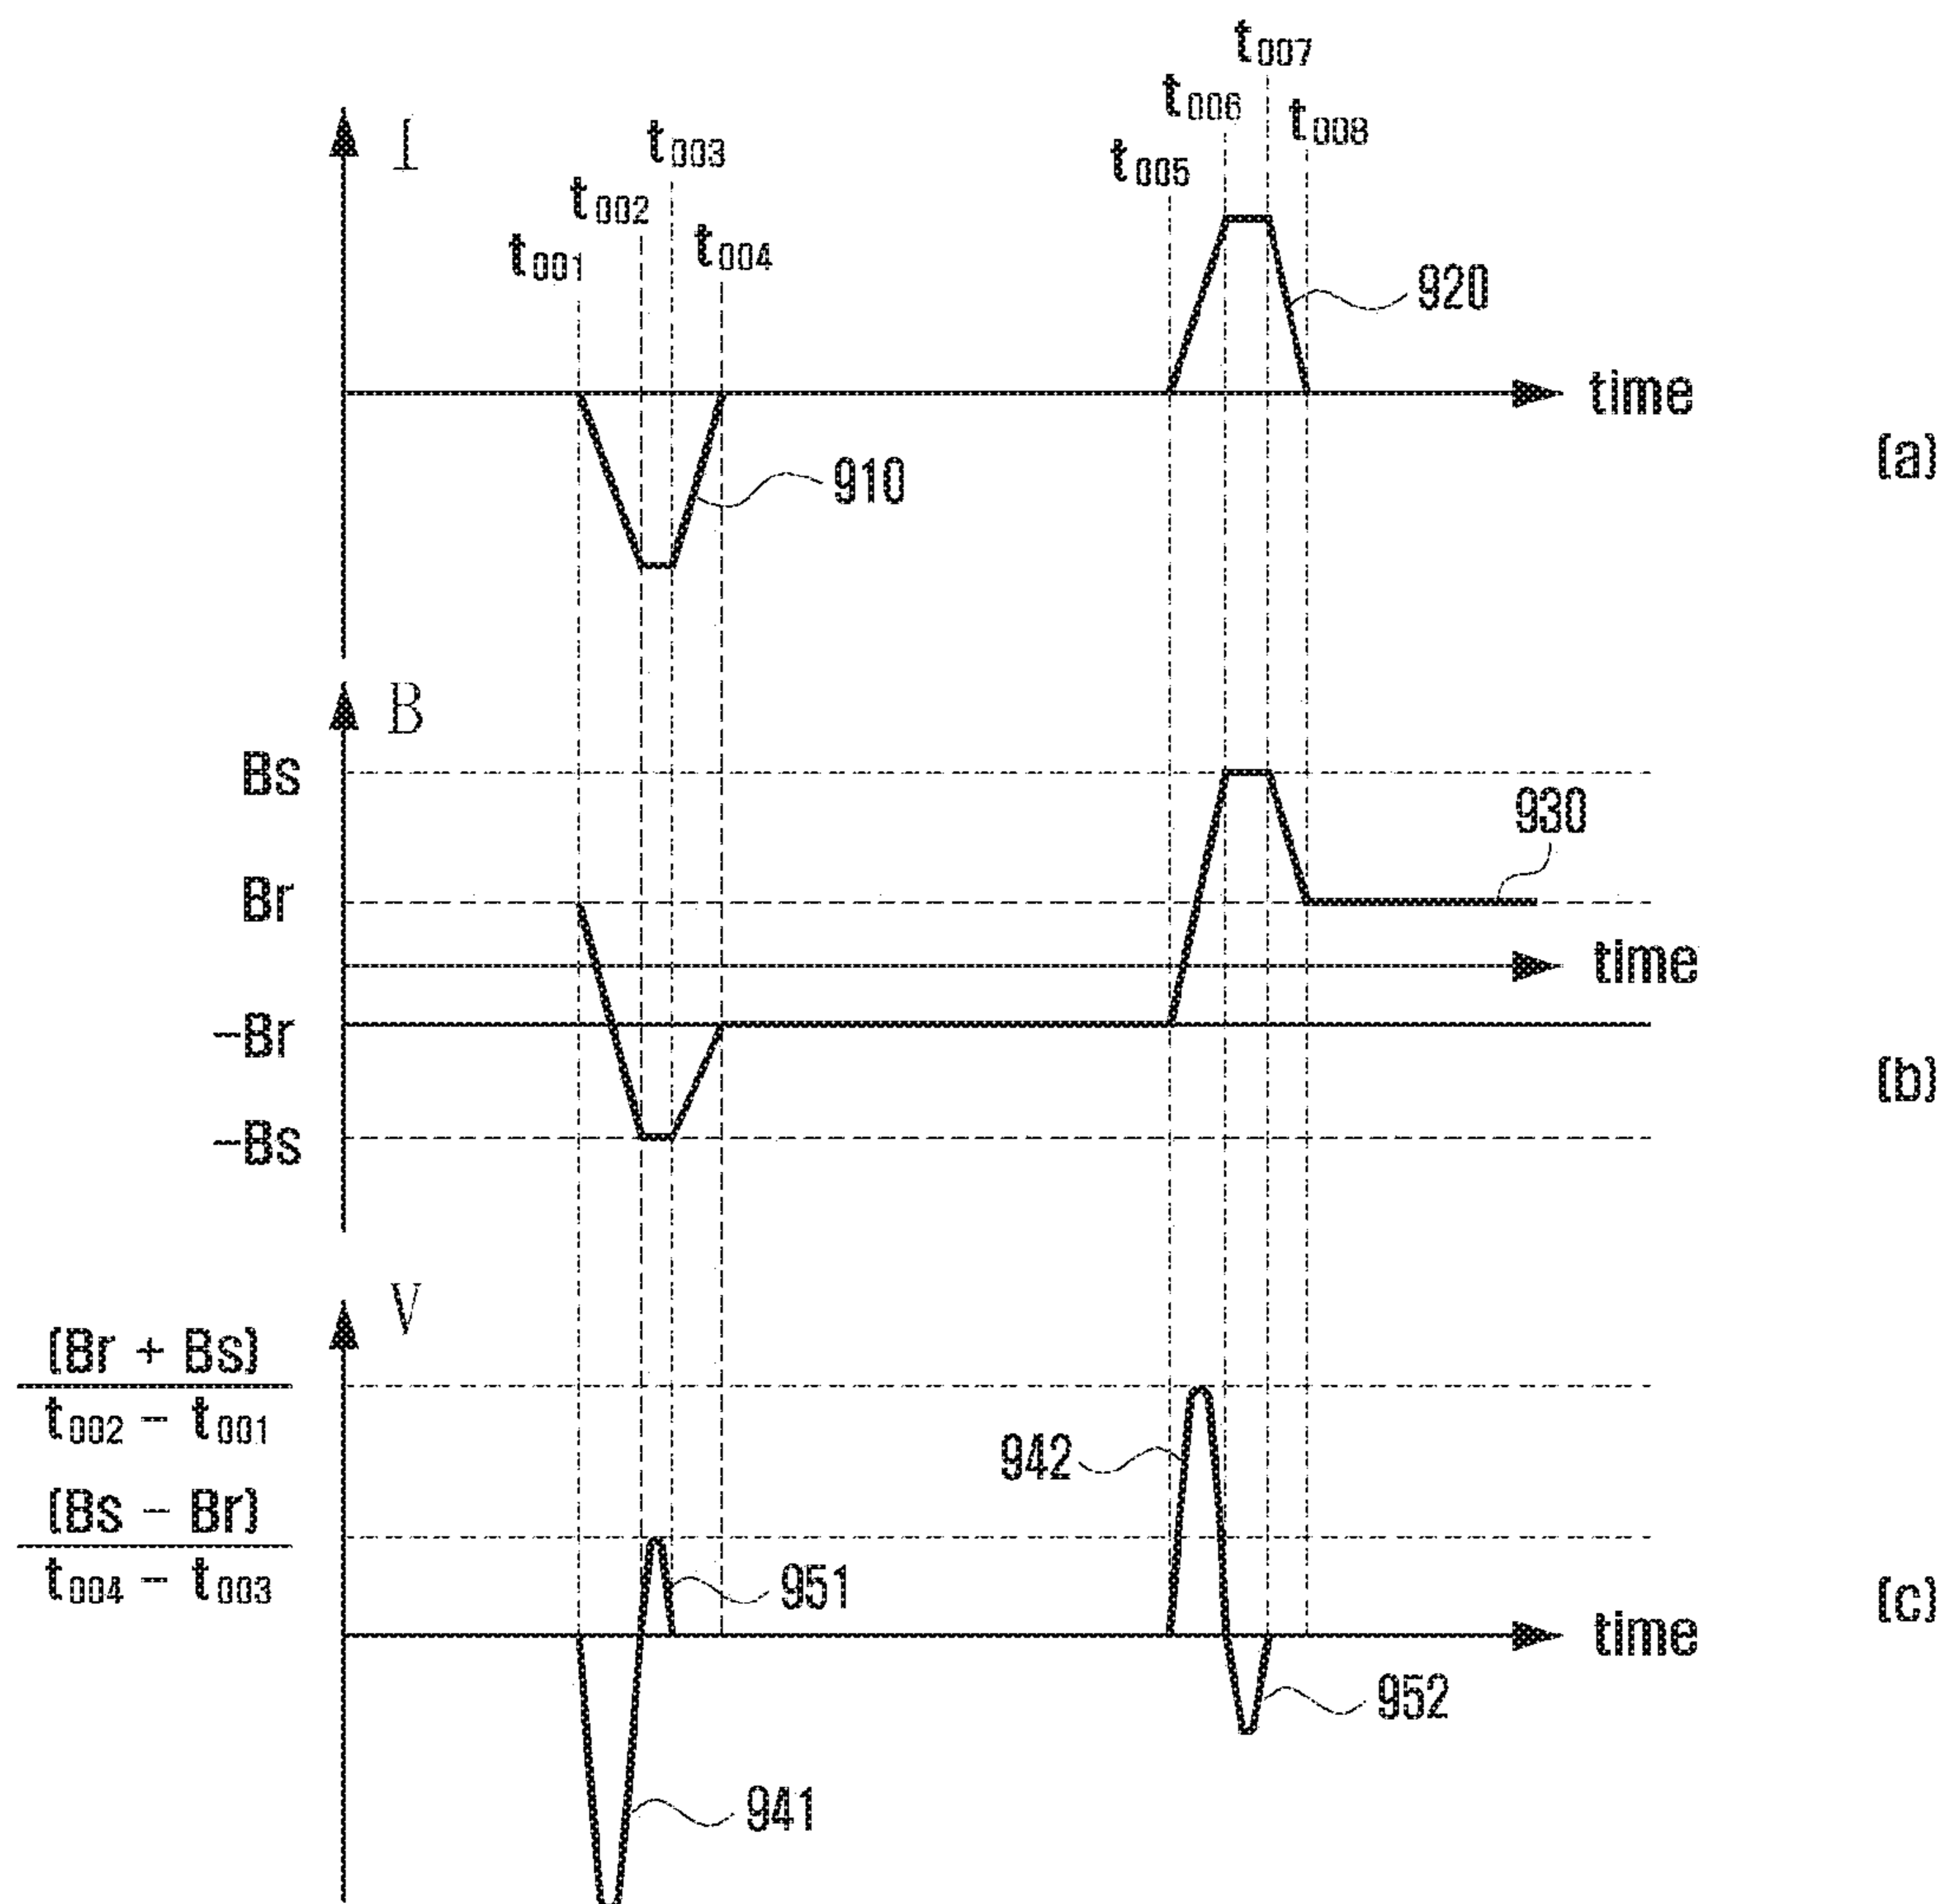 I
t001
t002
t003
t004
t005
t006
t007
t008
910
920
time
(a)
B
Bs
Br
-Br
-Bs
930
time
(b)
V
(Br + Bs)
t002 - t001
(Bs - Br)
t004 - t003
941
951
942
952
time
(c)